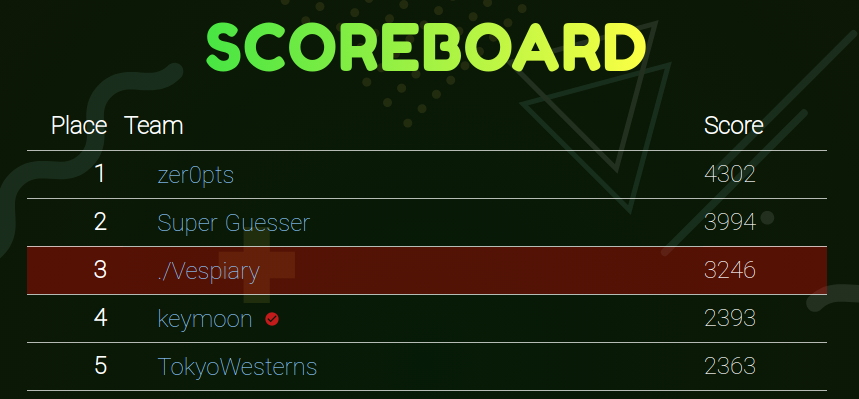 SCOREBOARD
Place Team Score
1 zer0pts 4302
2 Super Guesser 3994
3 ./Vespiary 3246
4 keymoon 2393
5 TokyoWesterns 2363